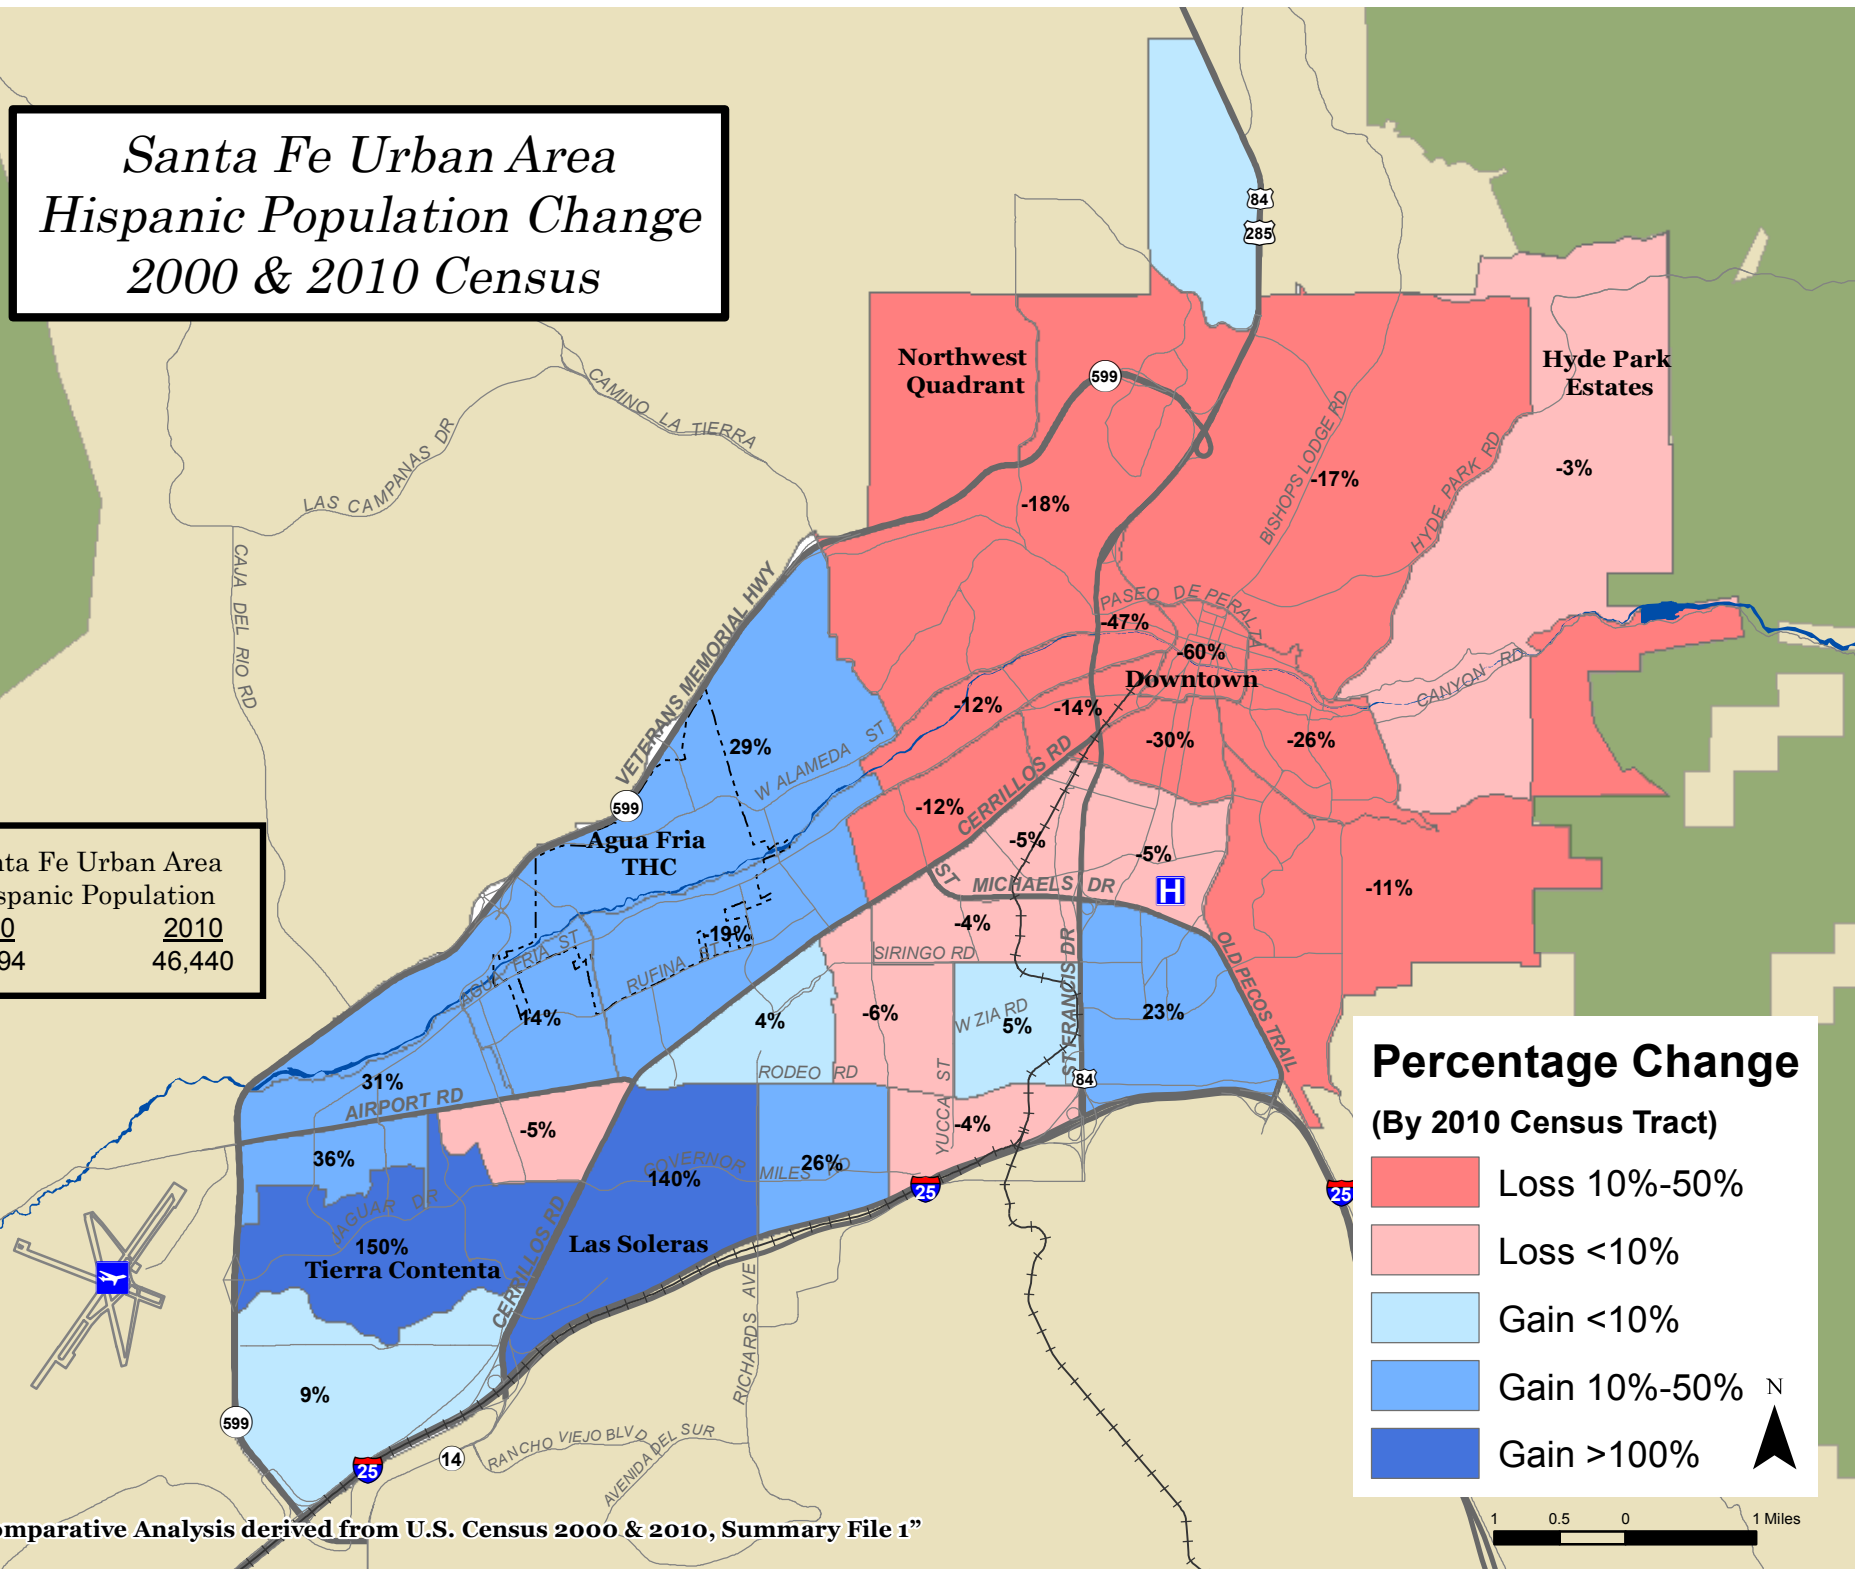 Santa Fe Urban Area
Hispanic Population Change
2000 & 2010 Census
84
285
Northwest
Quadrant
599
Hyde Park
Estates
CAMINO LA TIERRA
LAS CAMPANAS DR
BISHOPS LODGE RD
HYDE PARK RD
-17%
-3%
-18%
CAJA DEL RIO RD
VETERANS MEMORIAL HWY
PASEO DE PERALTA
-47%
-60%
Downtown
CANYON RD
-12%
-14%
-30%
-26%
29%
W ALAMEDA ST
CERRILLOS RD
599
-12%
Agua Fria
THC
-5%
-5%
H
ST MICHAELS DR
-11%
nta Fe Urban Area
spanic Population
0 2010
94 46,440
-4%
-19%
AGUA FRIA ST
RUFINA ST
SIRINGO RD
ST FRANCIS DR
OLD PECOS TRAIL
14%
4%
-6%
W ZIA RD
5%
23%
31%
AIRPORT RD
RODEO RD
YUCCA ST
84
-5%
-4%
36%
GOVERNOR MILES RD
140%
26%
25
25
JAGUAR DR
150%
Tierra Contenta
Las Soleras
CERRILLOS RD
RICHARDS AVE
9%
599
25
14
RANCHO VIEJO BLVD
AVENIDA DEL SUR
Percentage Change
(By 2010 Census Tract)
Loss 10%-50%
Loss <10%
Gain <10%
Gain 10%-50%
Gain >100%
N
1 0.5 0 1 Miles
omparative Analysis derived from U.S. Census 2000 & 2010, Summary File 1”